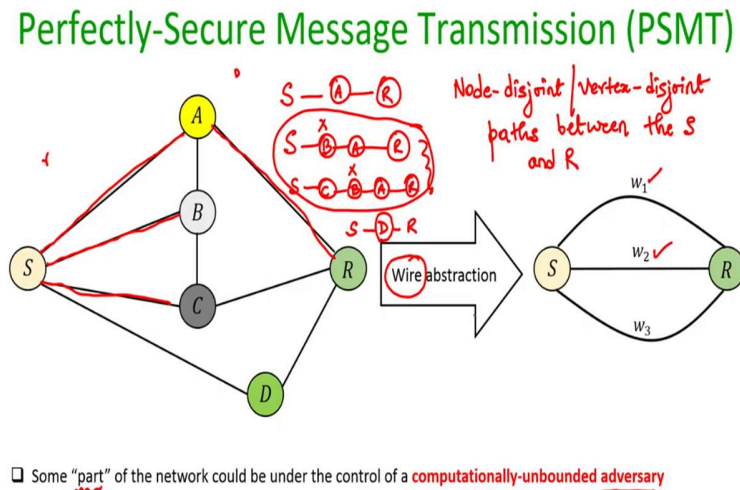 Perfectly-Secure Message Transmission (PSMT)
S – A – R
S – B – A – R
S – C – B – A – R
S – D – R
Node-disjoint / vertex-disjoint
paths between the S
and R
A
B
S
R
C
D
Wire abstraction
w1
S
w2
R
w3
❑ Some “part” of the network could be under the control of a computationally-unbounded adversary